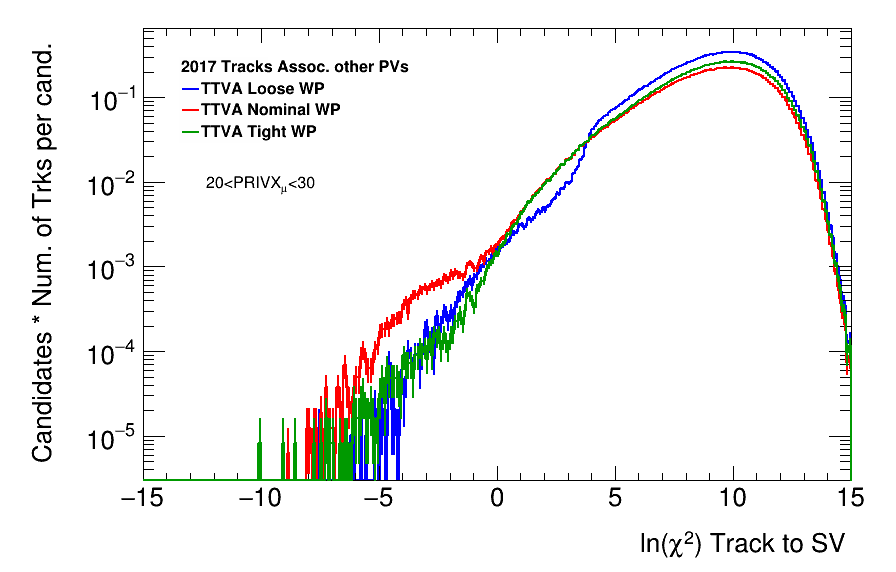 2017 Tracks Assoc. other PVs
TTVA Loose WP
TTVA Nominal WP
TTVA Tight WP
20<PRIVX_μ<30
Candidates * Num. of Trks per cand.
10⁻¹
10⁻²
10⁻³
10⁻⁴
10⁻⁵
−15 −10 −5 0 5 10 15
ln(χ²) Track to SV